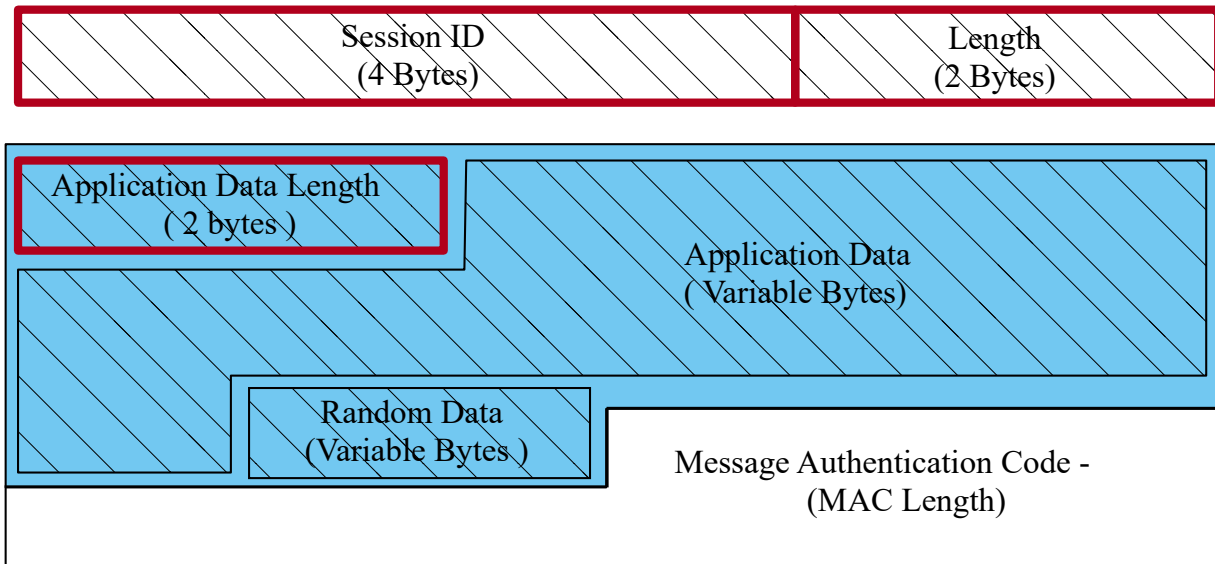 Session ID
(4 Bytes)
Length
(2 Bytes)
Application Data Length
( 2 bytes )
Application Data
( Variable Bytes)
Random Data
(Variable Bytes )
Message Authentication Code -
(MAC Length)